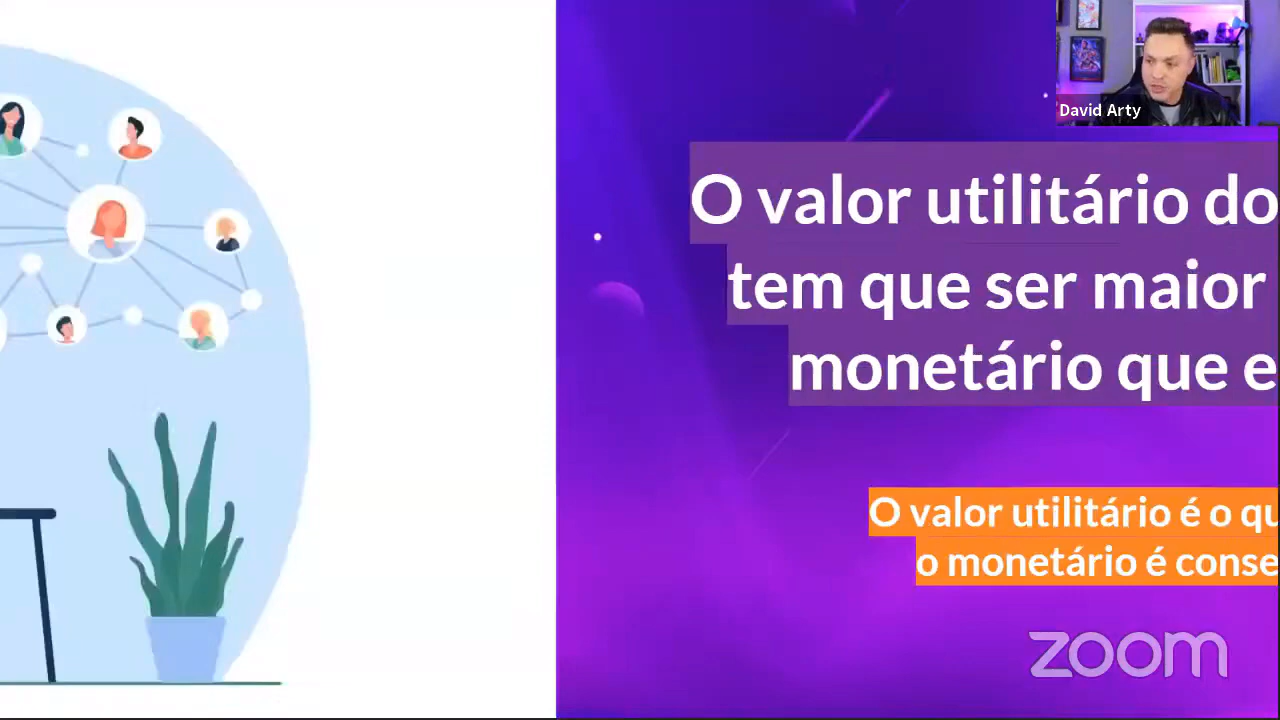 David Arty
O valor utilitário do
tem que ser maior
monetário que e
O valor utilitário é o qu
o monetário é conse
zoom